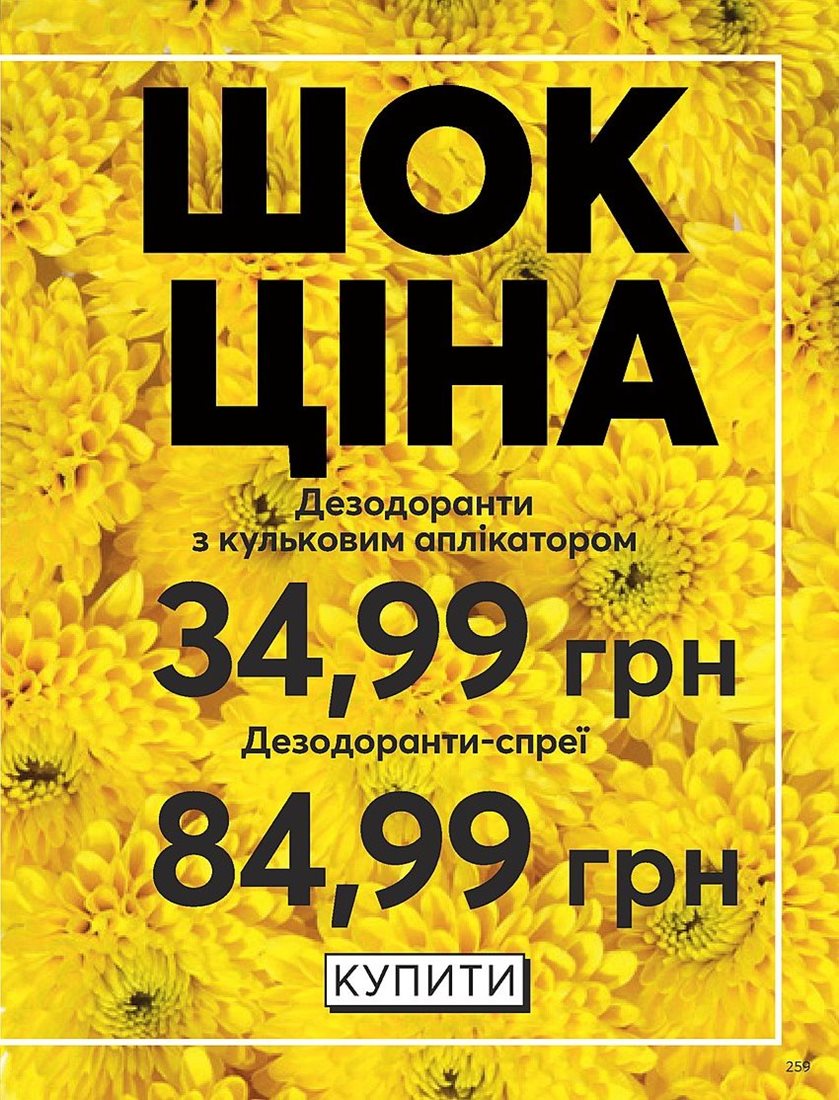 ШОК
ЦІНА
Дезодоранти
з кульковим аплікатором
34,99 грн
Дезодоранти-спреї
84,99 грн
КУПИТИ
259